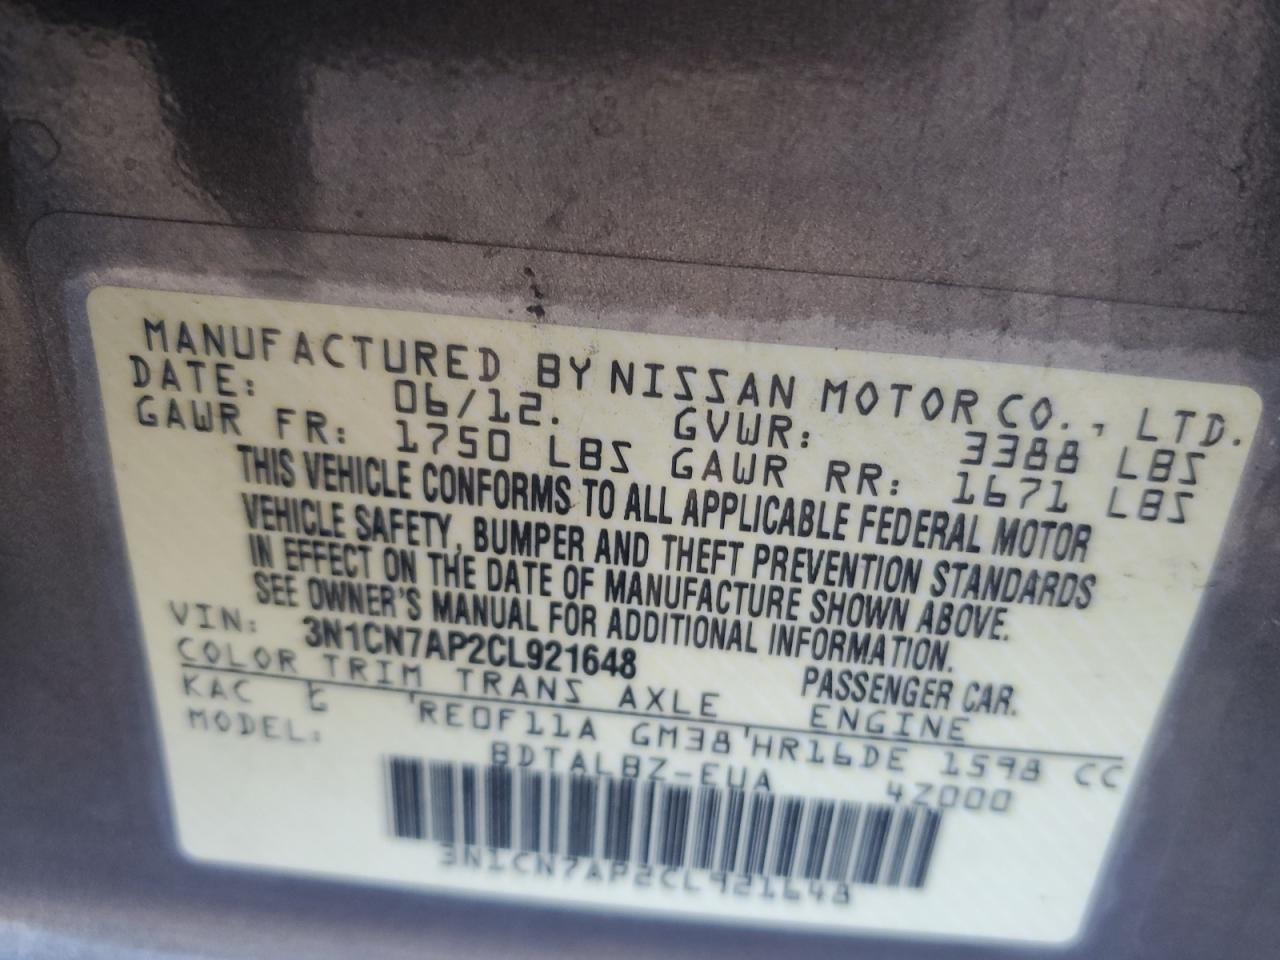 MANUFACTURED BY NISSAN MOTOR CO., LTD.
DATE: 06/12. GVWR: 3388 LBS
GAWR FR: 1750 LBS GAWR RR: 1671 LBS
THIS VEHICLE CONFORMS TO ALL APPLICABLE FEDERAL MOTOR
VEHICLE SAFETY, BUMPER AND THEFT PREVENTION STANDARDS
IN EFFECT ON THE DATE OF MANUFACTURE SHOWN ABOVE.
SEE OWNER'S MANUAL FOR ADDITIONAL INFORMATION.
VIN: 3N1CN7AP2CL921648 PASSENGER CAR.
COLOR TRIM TRANS AXLE ENGINE
KAC RE0F11A GM38 HR16DE 1598 CC
MODEL: BDTALBZ-EUA 42000
3N1CN7AP2CL921648